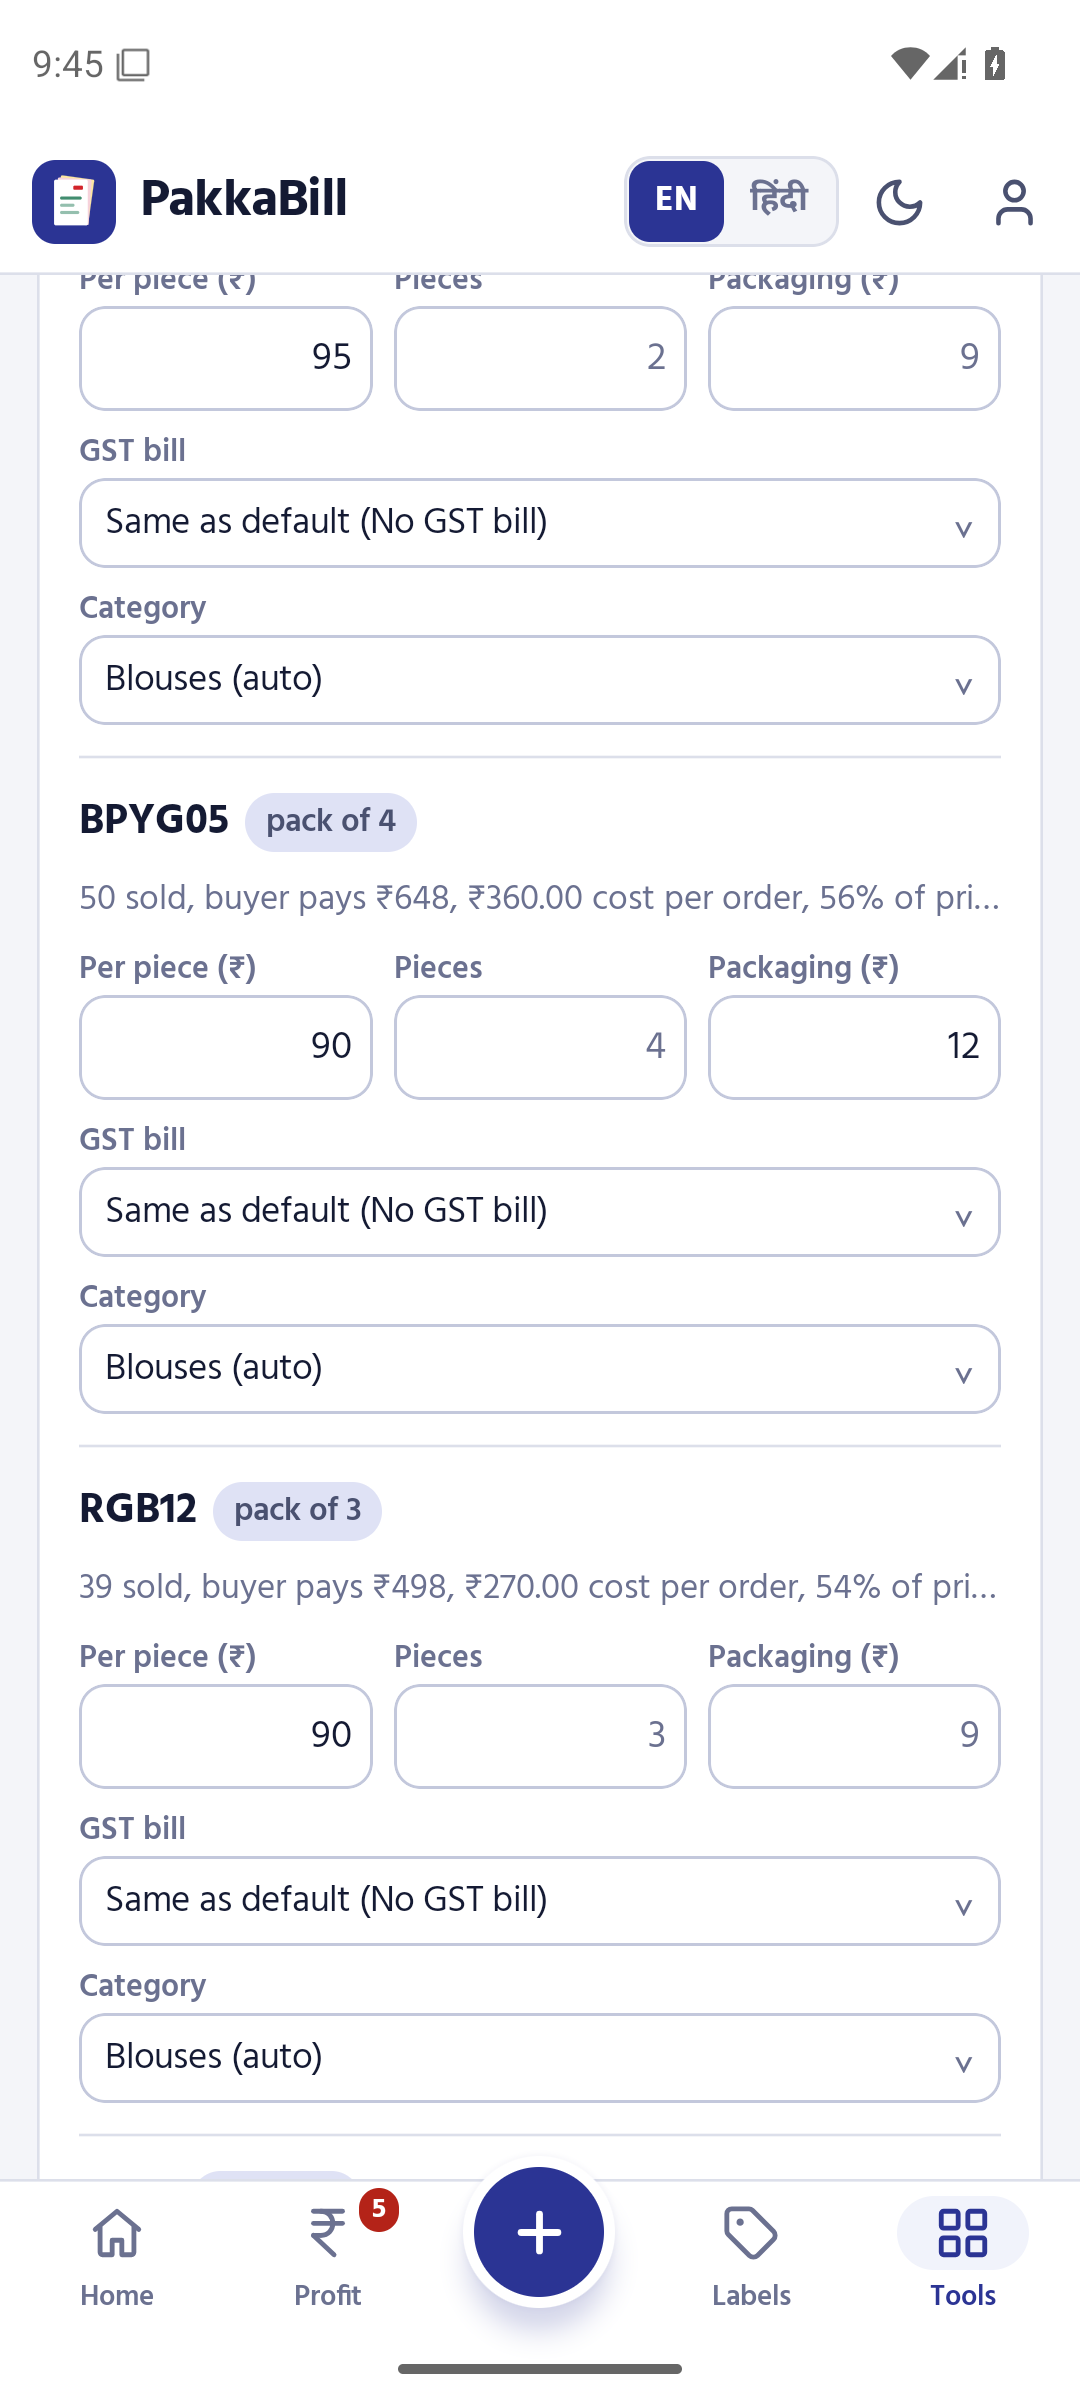 9:45
PakkaBill
EN हिंदी
Per piece (₹) Pieces Packaging (₹)
95 2 9
GST bill
Same as default (No GST bill)
Category
Blouses (auto)
BPYG05 pack of 4
50 sold, buyer pays ₹648, ₹360.00 cost per order, 56% of pri...
Per piece (₹) Pieces Packaging (₹)
90 4 12
GST bill
Same as default (No GST bill)
Category
Blouses (auto)
RGB12 pack of 3
39 sold, buyer pays ₹498, ₹270.00 cost per order, 54% of pri...
Per piece (₹) Pieces Packaging (₹)
90 3 9
GST bill
Same as default (No GST bill)
Category
Blouses (auto)
5
Home Profit Labels Tools